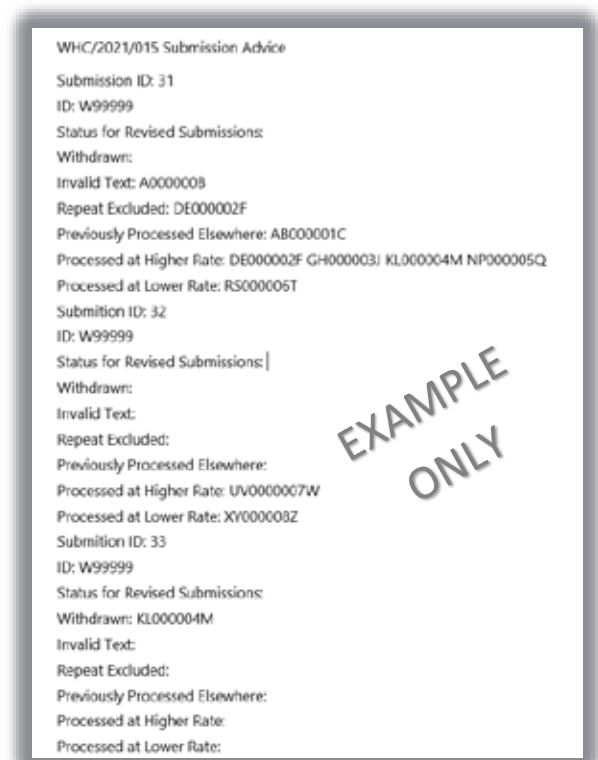 WHC/2021/015 Submission Advice
Submission ID: 31
ID: W99999
Status for Revised Submissions:
Withdrawn:
Invalid Text: A000000B
Repeat Excluded: DE000002F
Previously Processed Elsewhere: AB000001C
Processed at Higher Rate: DE000002F GH000003J KL000004M NP000005Q
Processed at Lower Rate: RS000006T
Submition ID: 32
ID: W99999
Status for Revised Submissions:
Withdrawn:
Invalid Text:
Repeat Excluded:
Previously Processed Elsewhere:
Processed at Higher Rate: UV0000007W
Processed at Lower Rate: XY000008Z
Submition ID: 33
ID: W99999
Status for Revised Submissions:
Withdrawn: KL000004M
Invalid Text:
Repeat Excluded:
Previously Processed Elsewhere:
Processed at Higher Rate:
Processed at Lower Rate:
EXAMPLE
ONLY